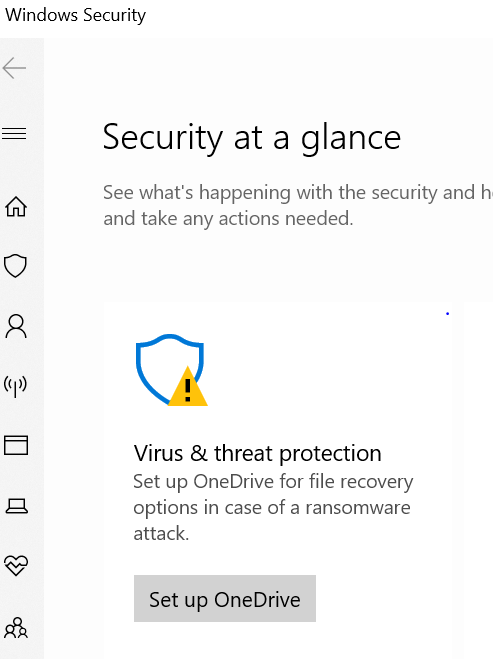 Windows Security
Security at a glance
See what's happening with the security and
and take any actions needed.
Virus & threat protection
Set up OneDrive for file recovery
options in case of a ransomware
attack.
Set up OneDrive